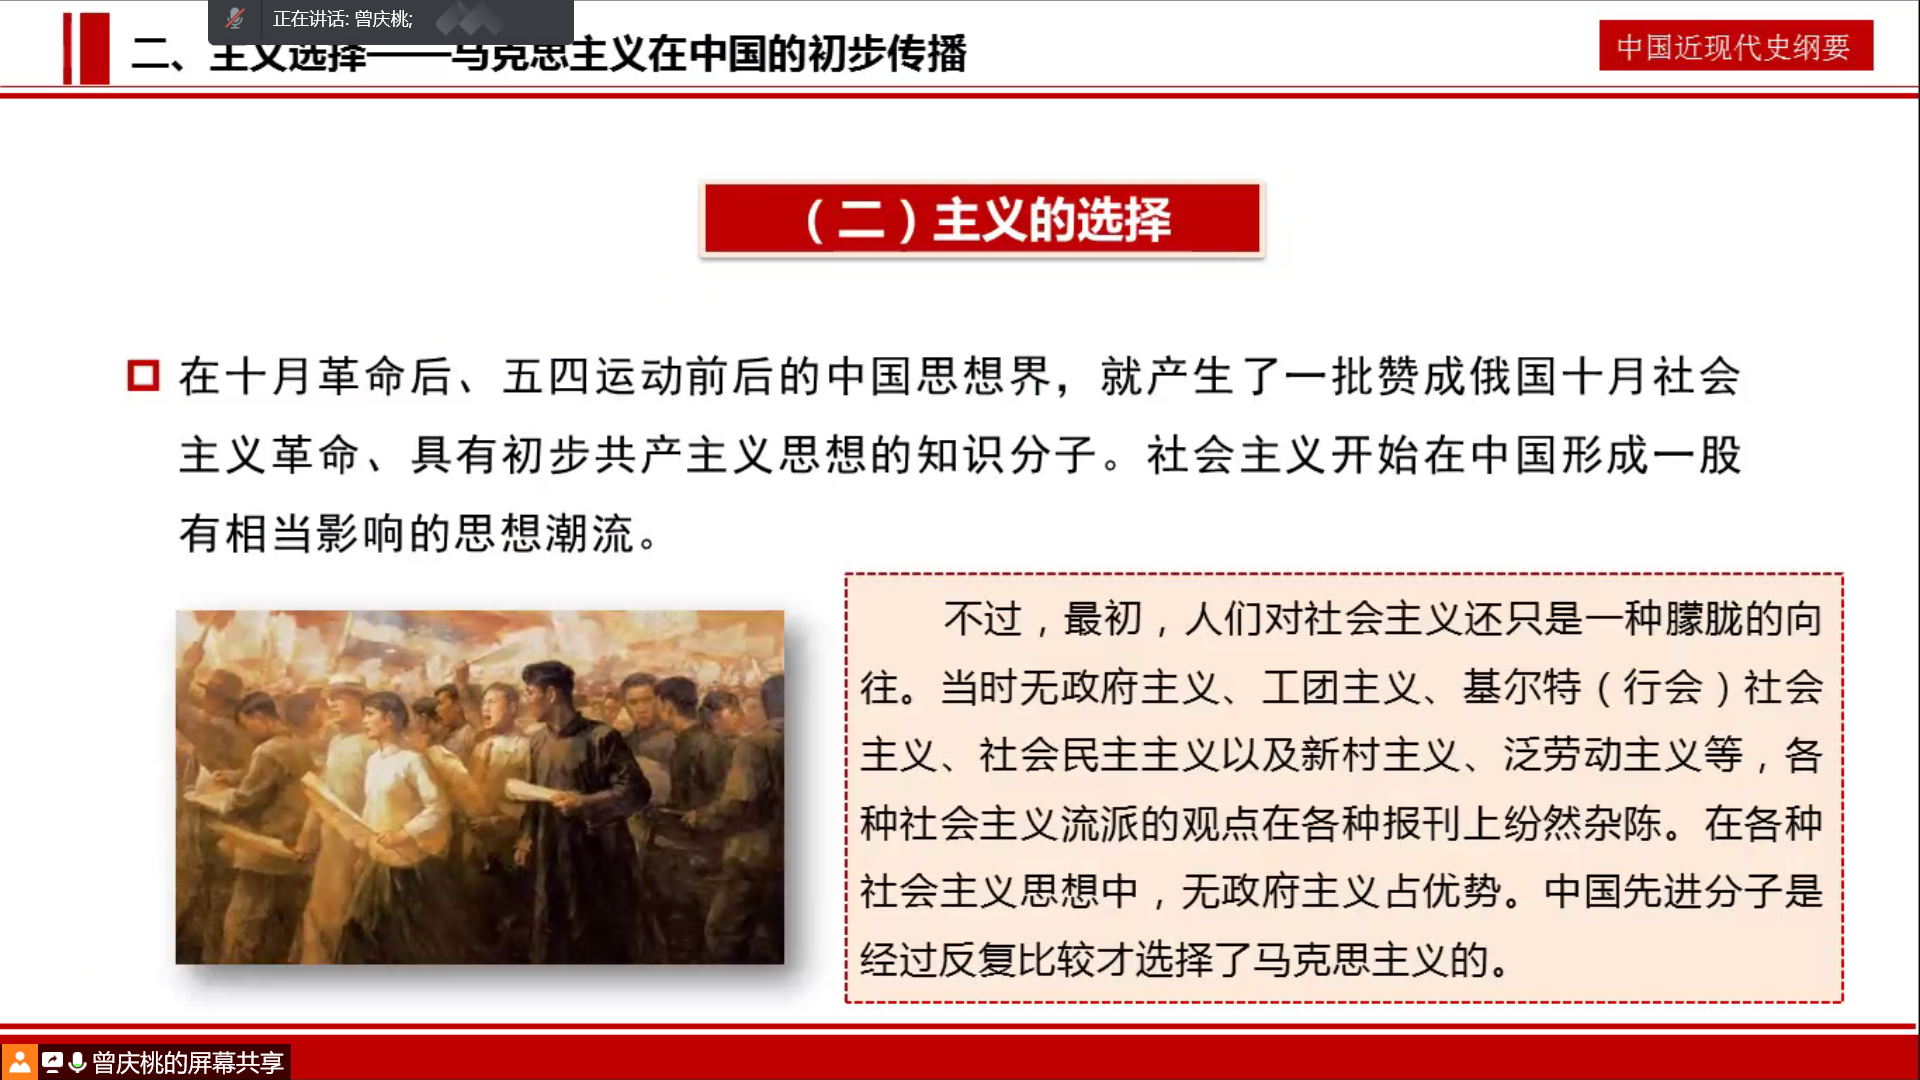 正在讲话: 曾庆桃;
二、主义选择——马克思主义在中国的初步传播
中国近现代史纲要
（二）主义的选择
在十月革命后、五四运动前后的中国思想界，就产生了一批赞成俄国十月社会
主义革命、具有初步共产主义思想的知识分子。社会主义开始在中国形成一股
有相当影响的思想潮流。
不过，最初，人们对社会主义还只是一种朦胧的向
往。当时无政府主义、工团主义、基尔特（行会）社会
主义、社会民主主义以及新村主义、泛劳动主义等，各
种社会主义流派的观点在各种报刊上纷然杂陈。在各种
社会主义思想中，无政府主义占优势。中国先进分子是
经过反复比较才选择了马克思主义的。
曾庆桃的屏幕共享